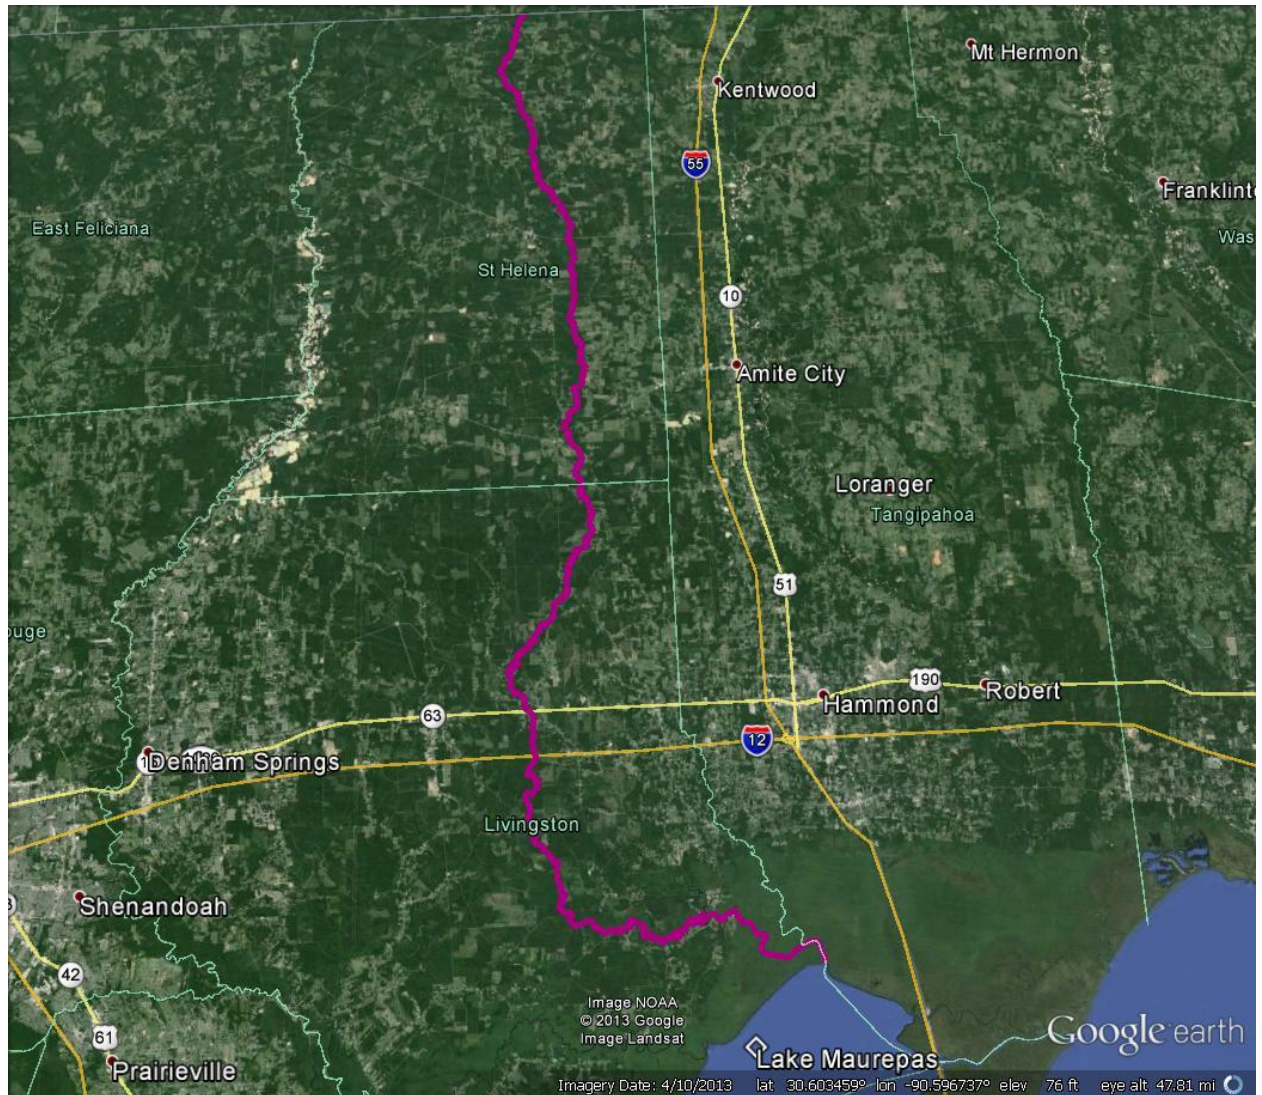 Mt Hermon
Kentwood
55
Franklint
East Feliciana
Was
St Helena
10
Amite City
Loranger
Tangipahoa
51
ouge
190
Robert
Hammond
63
12
Denham Springs
Livingston
Shenandoah
42
Image NOAA
© 2013 Google
Image Landsat
61
Google earth
Lake Maurepas
Prairieville
Imagery Date: 4/10/2013 lat 30.603459° lon -90.596737° elev 76 ft eye alt 47.81 mi